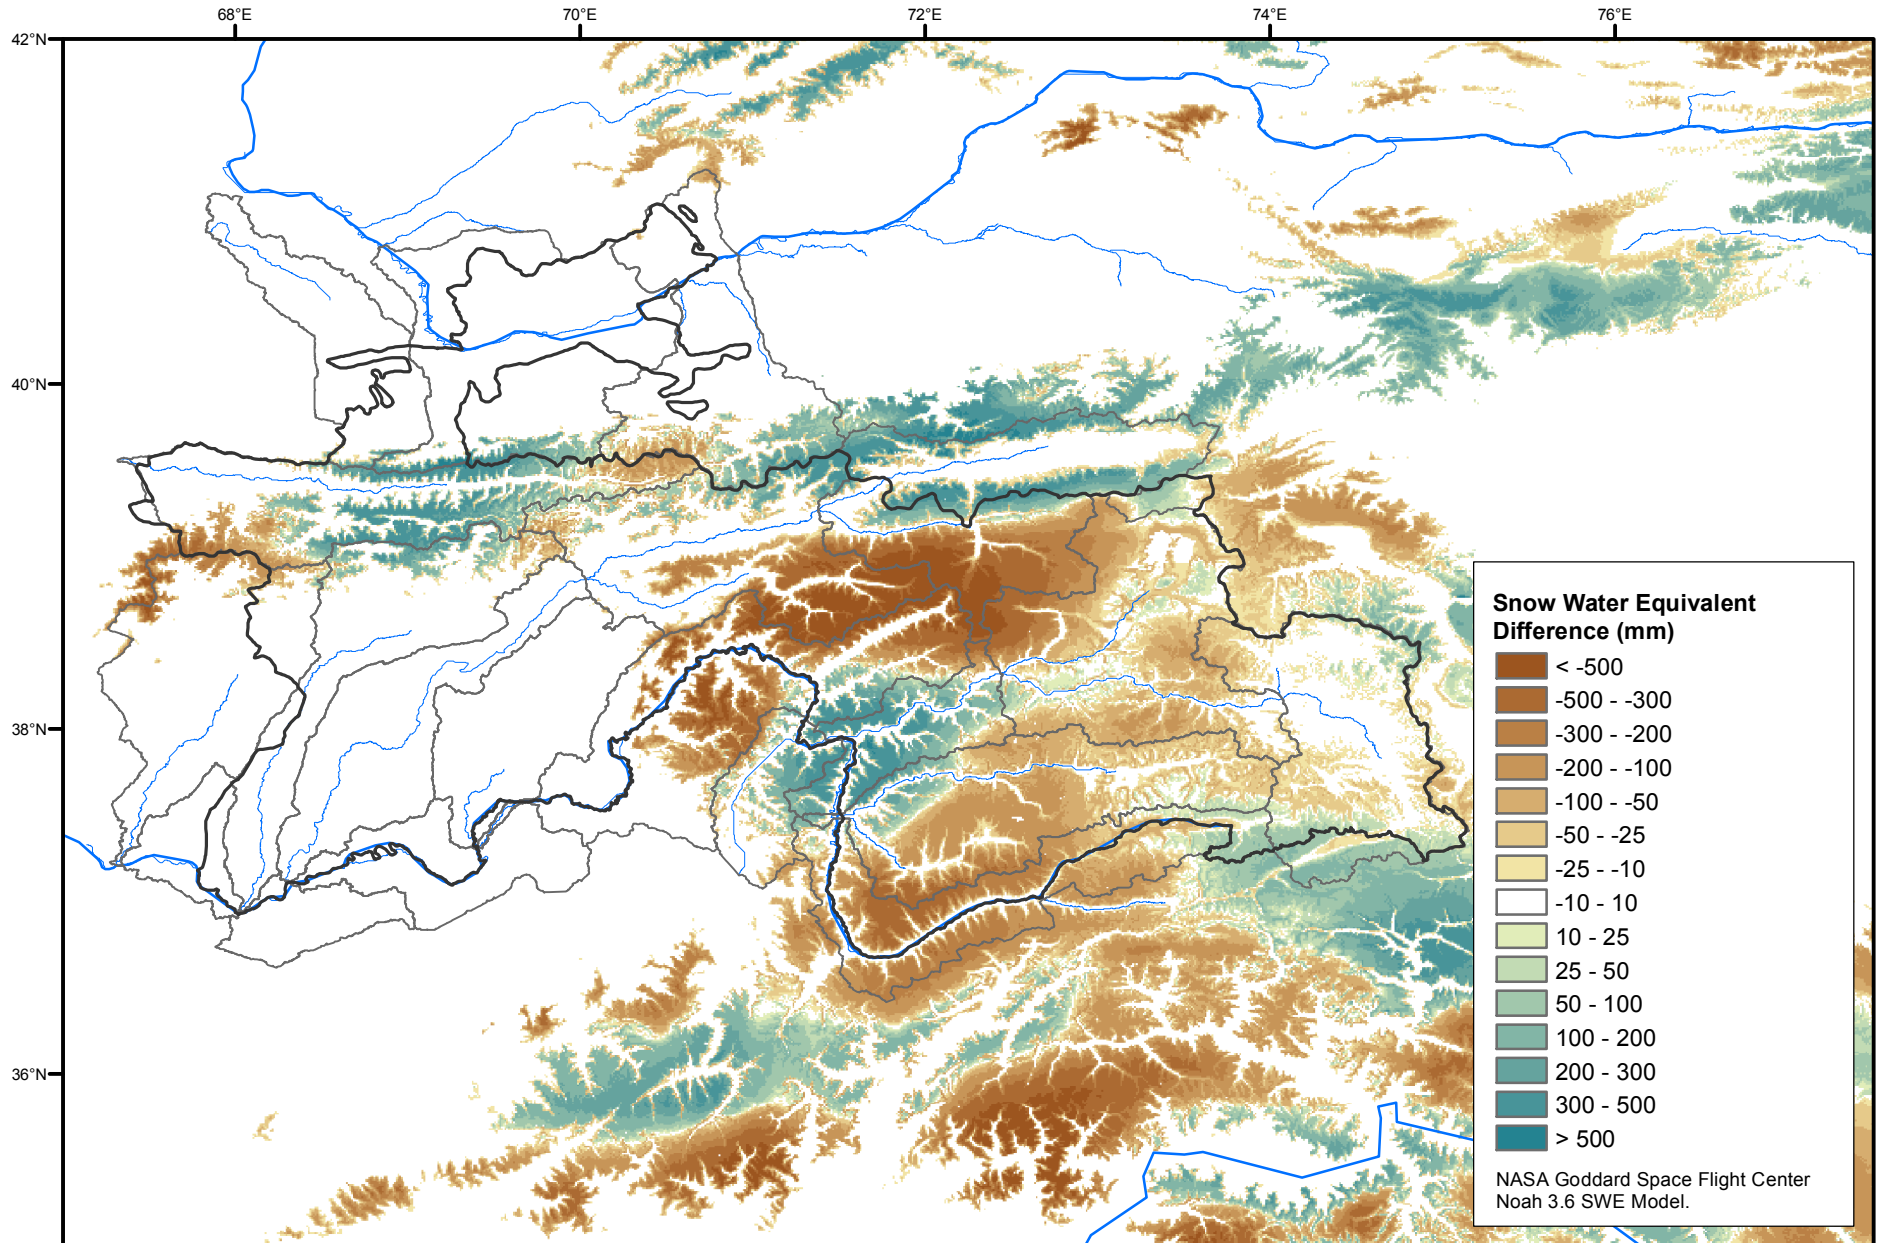 68°E
70°E
72°E
74°E
76°E
42°N
40°N
38°N
36°N
Snow Water Equivalent
Difference (mm)
< -500
-500 - -300
-300 - -200
-200 - -100
-100 - -50
-50 - -25
-25 - -10
-10 - 10
10 - 25
25 - 50
50 - 100
100 - 200
200 - 300
300 - 500
> 500
NASA Goddard Space Flight Center
Noah 3.6 SWE Model.